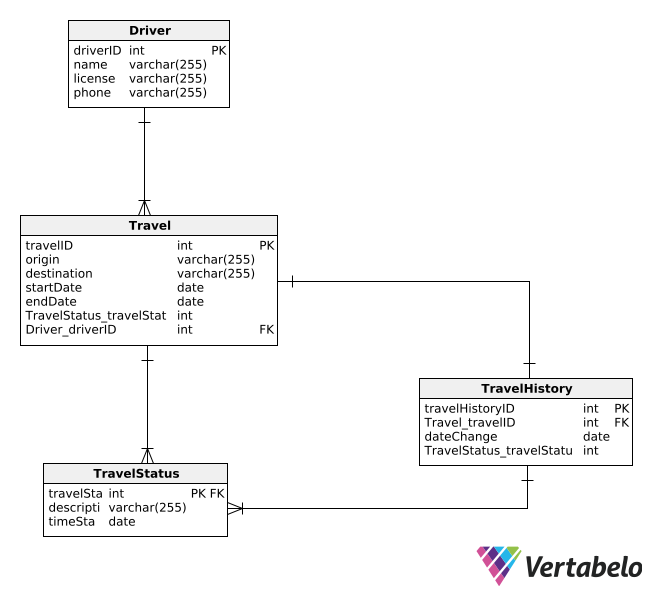 Driver
driverID int PK
name varchar(255)
license varchar(255)
phone varchar(255)
Travel
travelID int PK
origin varchar(255)
destination varchar(255)
startDate date
endDate date
TravelStatus_travelStat int
Driver_driverID int FK
TravelHistory
travelHistoryID int PK
Travel_travelID int FK
dateChange date
TravelStatus_travelStatu int
TravelStatus
travelSta int PK FK
descripti varchar(255)
timeSta date
Vertabelo